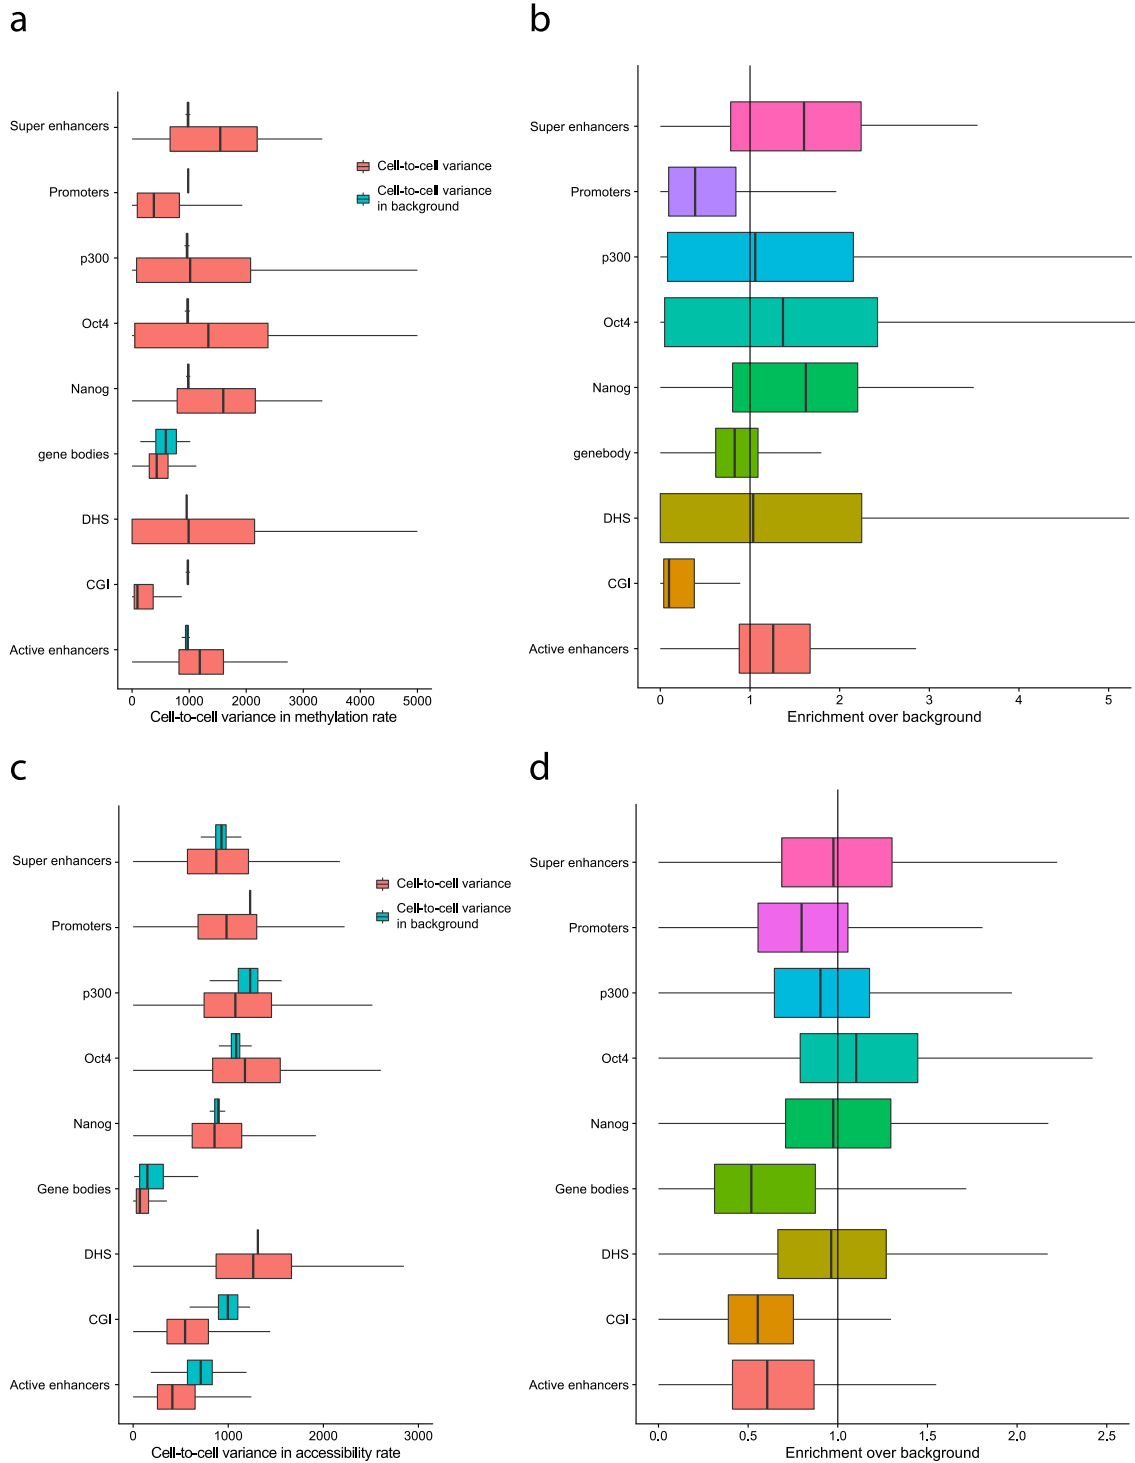 a
Super enhancers
Promoters
p300
Oct4
Nanog
gene bodies
DHS
CGI
Active enhancers
Cell-to-cell variance
Cell-to-cell variance
in background
0
1000
2000
3000
4000
5000
Cell-to-cell variance in methylation rate
b
Super enhancers
Promoters
p300
Oct4
Nanog
genebody
DHS
CGI
Active enhancers
0
1
2
3
4
5
Enrichment over background
c
Super enhancers
Promoters
p300
Oct4
Nanog
Gene bodies
DHS
CGI
Active enhancers
Cell-to-cell variance
Cell-to-cell variance
in background
0
1000
2000
3000
Cell-to-cell variance in accessibility rate
d
Super enhancers
Promoters
p300
Oct4
Nanog
Gene bodies
DHS
CGI
Active enhancers
0.0
0.5
1.0
1.5
2.0
2.5
Enrichment over background